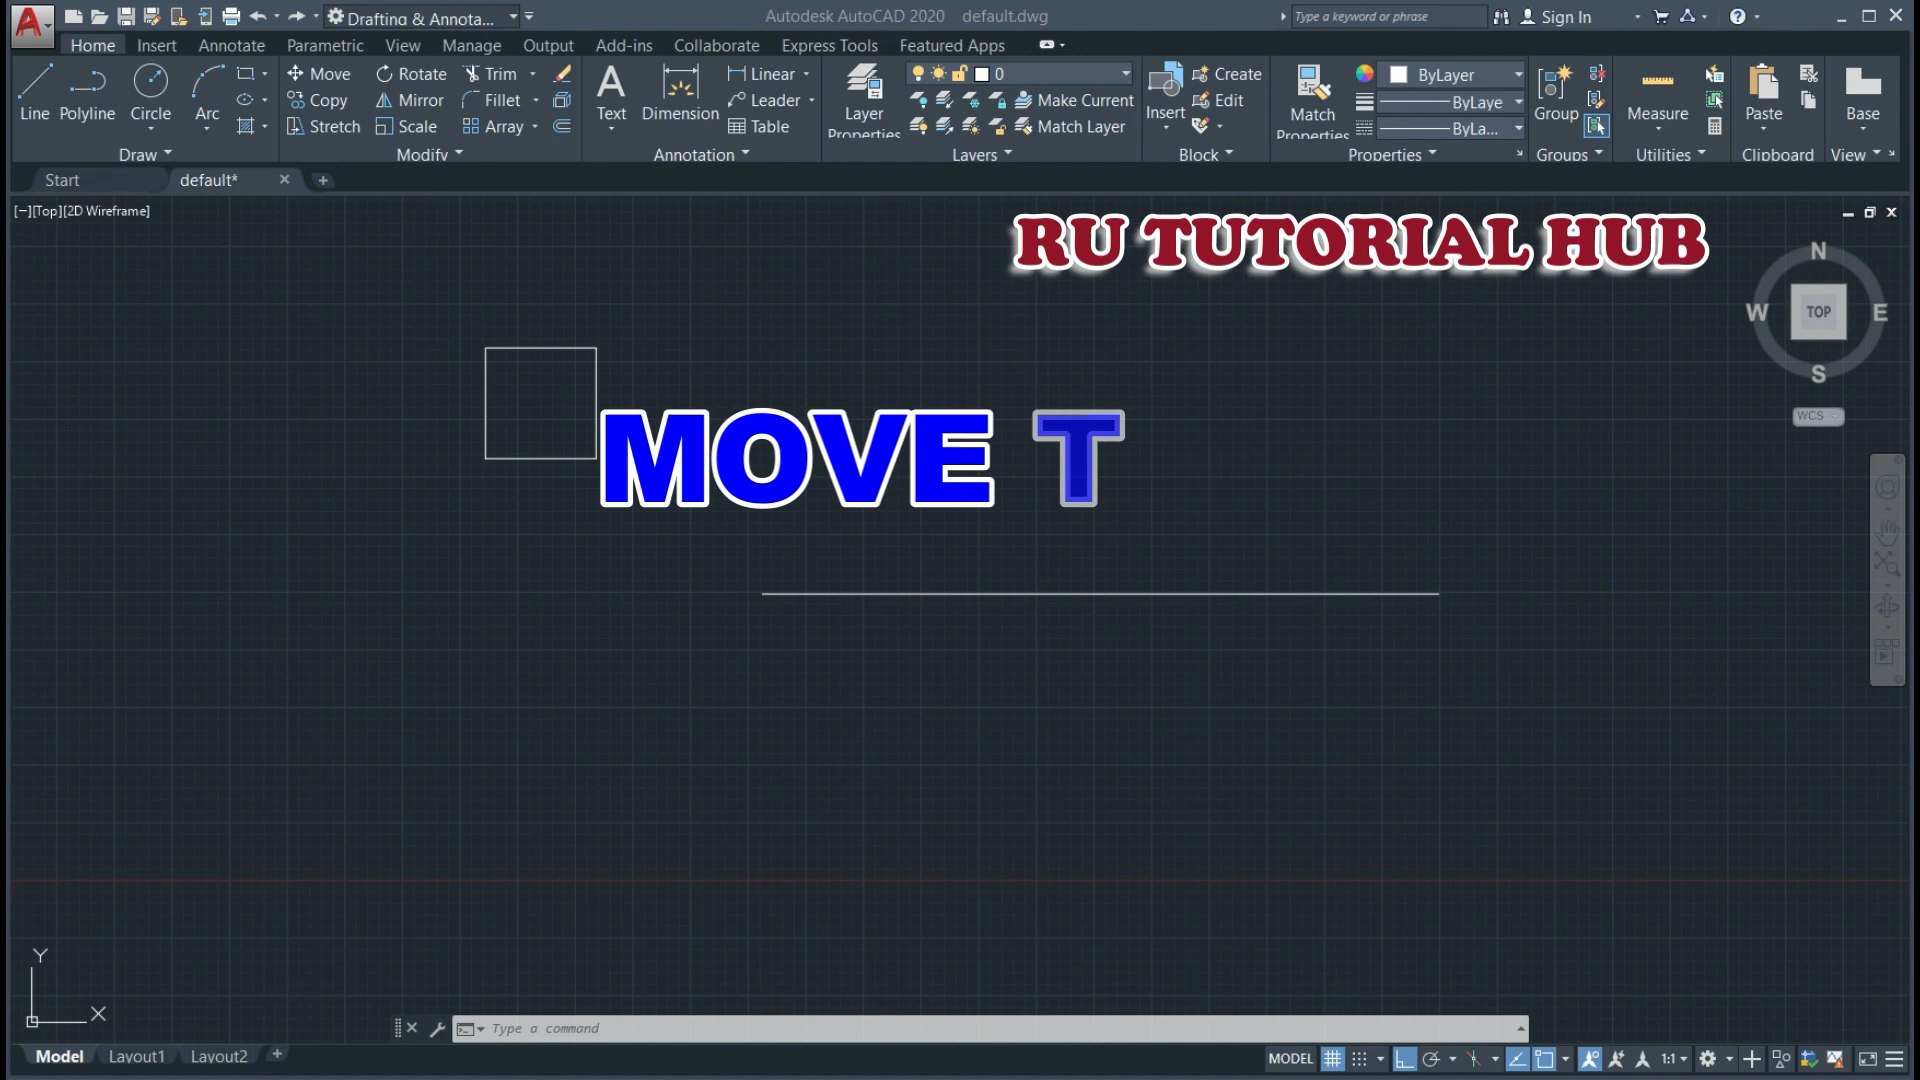 Drafting & Annota...
Autodesk AutoCAD 2020 default.dwg
Type a keyword or phrase
Sign In
Home Insert Annotate Parametric View Manage Output Add-ins Collaborate Express Tools Featured Apps
Line Polyline Circle Arc
Move Rotate Trim
Copy Mirror Fillet
Stretch Scale Array
Text Dimension
Linear
Leader
Table
Layer
Properties
0
Make Current
Match Layer
Insert
Create
Edit
Match
Properties
ByLayer
ByLaye
ByLa...
Group
Measure
Paste
Base
Draw Modify Annotation Layers Block Properties Groups Utilities Clipboard View
Start default*
[−][Top][2D Wireframe]
RU TUTORIAL HUB
N
W TOP E
S
WCS
MOVE T
Y
X
Type a command
Model Layout1 Layout2
MODEL
1:1